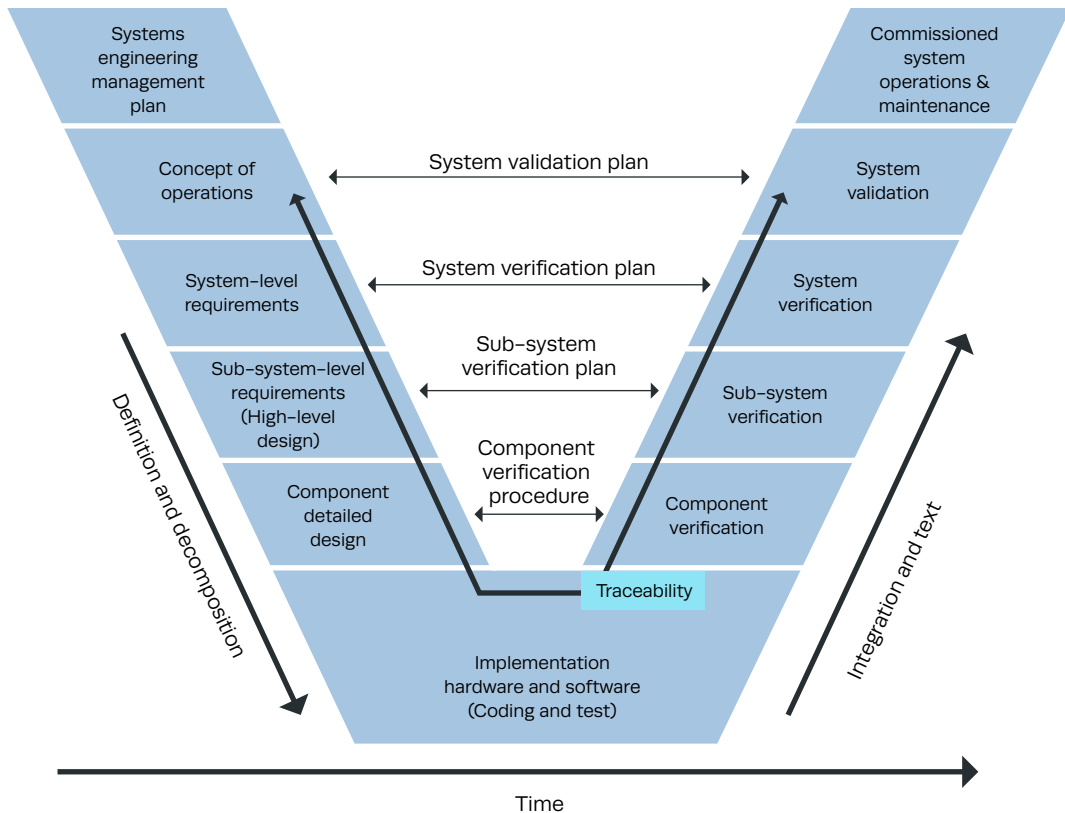 Systems
engineering
management
plan
Commissioned
system
operations &
maintenance
Concept of
operations
System validation plan
System
validation
System-level
requirements
System verification plan
System
verification
Sub-system-level
requirements
(High-level
design)
Sub-system
verification plan
Sub-system
verification
Component
detailed
design
Component
verification
procedure
Component
verification
Definition and decomposition
Integration and text
Traceability
Implementation
hardware and software
(Coding and test)
Time